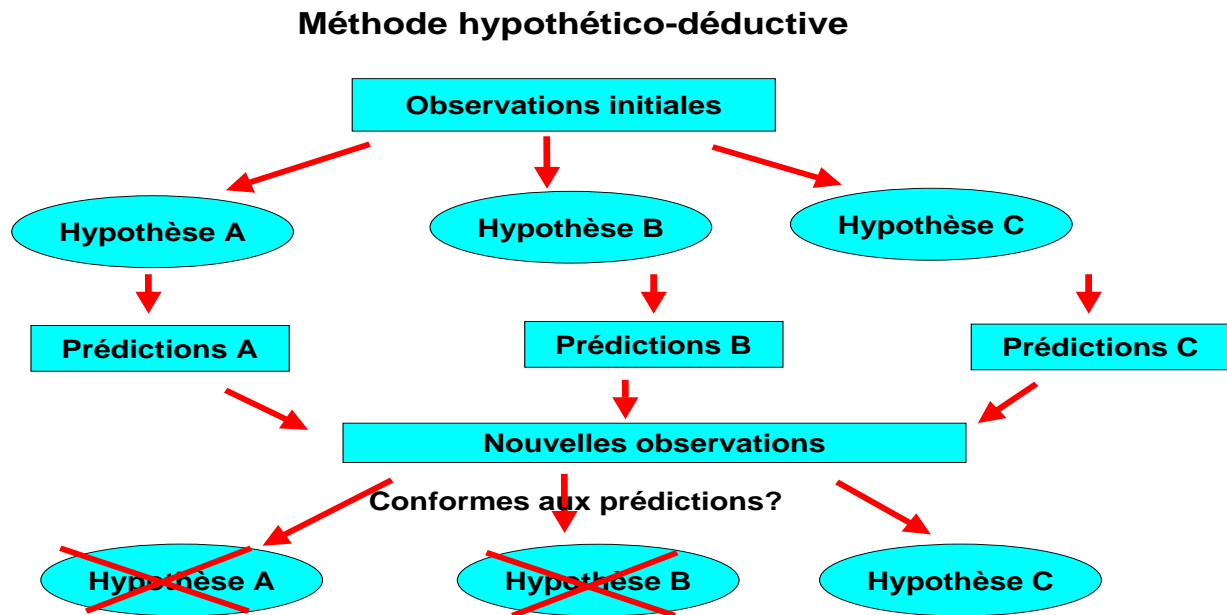 Méthode hypothético-déductive
Observations initiales
Hypothèse A
Hypothèse B
Hypothèse C
Prédictions A
Prédictions B
Prédictions C
Nouvelles observations
Conformes aux prédictions?
Hypothèse A
Hypothèse B
Hypothèse C